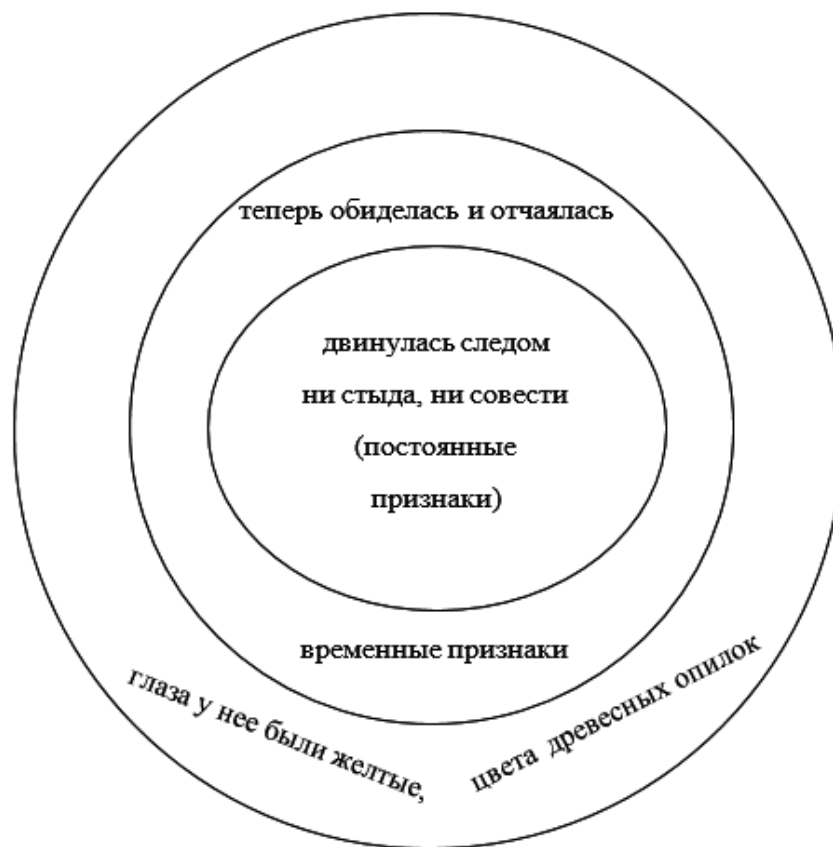 теперь обиделась и отчаялась
двинулась следом
ни стыда, ни совести
(постоянные
признаки)
временные признаки
глаза у нее были желтые,
цвета древесных опилок